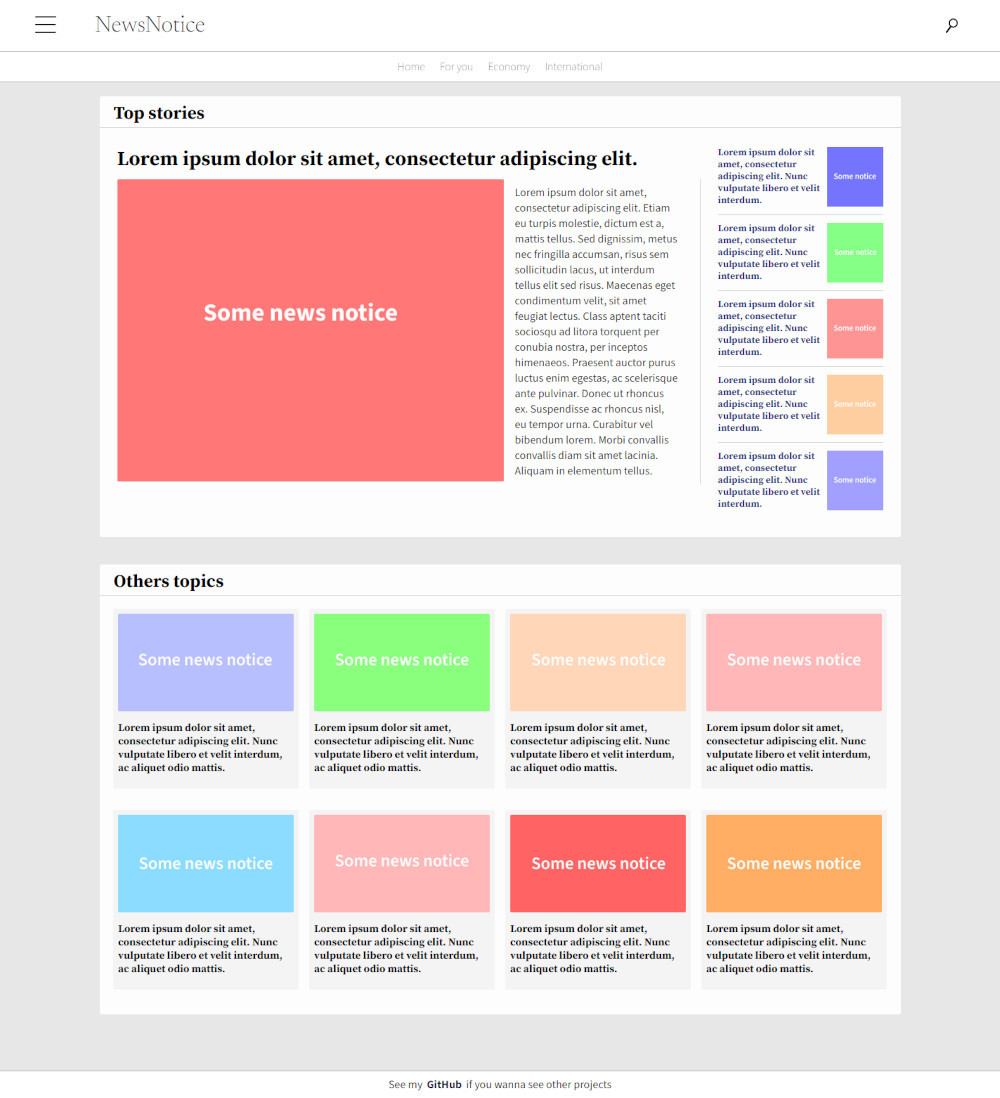 NewsNotice
Home For you Economy International
Top stories
Lorem ipsum dolor sit amet, consectetur adipiscing elit.
Some news notice
Lorem ipsum dolor sit amet,
consectetur adipiscing elit. Etiam
eu turpis molestie, dictum est a,
mattis tellus. Sed dignissim, metus
nec fringilla accumsan, risus sem
sollicitudin lacus, ut interdum
tellus elit sed risus. Maecenas eget
condimentum velit, sit amet
feugiat lectus. Class aptent taciti
sociosqu ad litora torquent per
conubia nostra, per inceptos
himenaeos. Praesent auctor purus
luctus enim egestas, ac scelerisque
ante pulvinar. Donec ut rhoncus
ex. Suspendisse ac rhoncus nisl,
eu tempor urna. Curabitur vel
bibendum lorem. Morbi convallis
convallis diam sit amet lacinia.
Aliquam in elementum tellus.
Lorem ipsum dolor sit
amet, consectetur
adipiscing elit. Nunc
vulputate libero et velit
interdum.
Some notice
Lorem ipsum dolor sit
amet, consectetur
adipiscing elit. Nunc
vulputate libero et velit
interdum.
Some notice
Lorem ipsum dolor sit
amet, consectetur
adipiscing elit. Nunc
vulputate libero et velit
interdum.
Some notice
Lorem ipsum dolor sit
amet, consectetur
adipiscing elit. Nunc
vulputate libero et velit
interdum.
Some notice
Lorem ipsum dolor sit
amet, consectetur
adipiscing elit. Nunc
vulputate libero et velit
interdum.
Some notice
Others topics
Some news notice
Lorem ipsum dolor sit amet,
consectetur adipiscing elit. Nunc
vulputate libero et velit interdum,
ac aliquet odio mattis.
Some news notice
Lorem ipsum dolor sit amet,
consectetur adipiscing elit. Nunc
vulputate libero et velit interdum,
ac aliquet odio mattis.
Some news notice
Lorem ipsum dolor sit amet,
consectetur adipiscing elit. Nunc
vulputate libero et velit interdum,
ac aliquet odio mattis.
Some news notice
Lorem ipsum dolor sit amet,
consectetur adipiscing elit. Nunc
vulputate libero et velit interdum,
ac aliquet odio mattis.
Some news notice
Lorem ipsum dolor sit amet,
consectetur adipiscing elit. Nunc
vulputate libero et velit interdum,
ac aliquet odio mattis.
Some news notice
Lorem ipsum dolor sit amet,
consectetur adipiscing elit. Nunc
vulputate libero et velit interdum,
ac aliquet odio mattis.
Some news notice
Lorem ipsum dolor sit amet,
consectetur adipiscing elit. Nunc
vulputate libero et velit interdum,
ac aliquet odio mattis.
Some news notice
Lorem ipsum dolor sit amet,
consectetur adipiscing elit. Nunc
vulputate libero et velit interdum,
ac aliquet odio mattis.
See my GitHub if you wanna see other projects